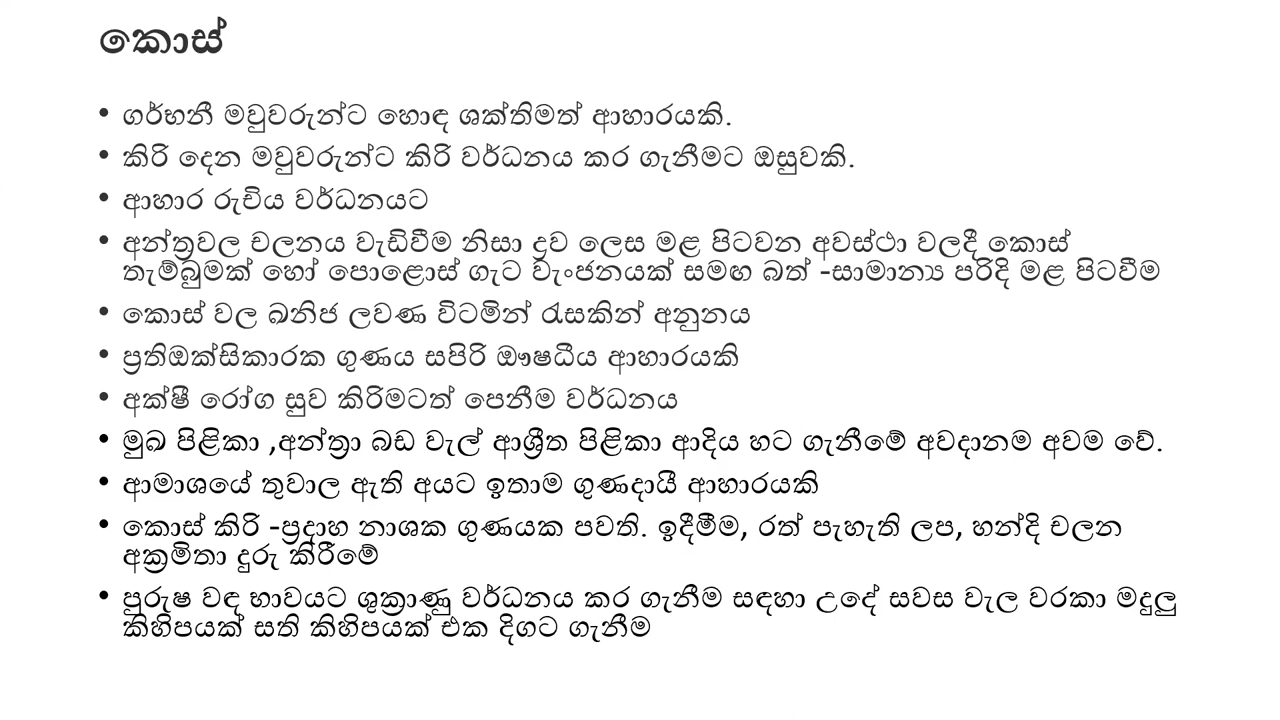 කොස්
• ගර්භනී මවුවරුන්ට හොඳ ශක්තිමත් ආහාරයකි.
• කිරි දෙන මවුවරුන්ට කිරි වර්ධනය කර ගැනීමට ඔසුවකි.
• ආහාර රුචිය වර්ධනයට
• අන්ත්‍රවල චලනය වැඩිවීම නිසා ද්‍රව ලෙස මළ පිටවන අවස්ථා වලදී කොස්
තැම්බුමක් හෝ පොළොස් ගැට වැංජනයක් සමඟ බත් -සාමාන්‍ය පරිදි මළ පිටවීම
• කොස් වල ඛනිජ ලවණ විටමින් රැසකින් අනුනය
• ප්‍රතිඔක්සිකාරක ගුණය සපිරි ඖෂධීය ආහාරයකි
• අක්ෂී රෝග සුව කිරිමටත් පෙනීම වර්ධනය
• මුඛ පිළිකා ,අන්ත්‍රා බඩ වැල් ආශ්‍රීත පිළිකා ආදිය හට ගැනීමේ අවදානම අවම වේ.
• ආමාශයේ තුවාල ඇති අයට ඉතාම ගුණදායී ආහාරයකි
• කොස් කිරි -ප්‍රදාහ නාශක ගුණයක පවති. ඉදීමීම, රත් පැහැති ලප, හන්දි චලන
අක්‍රමිතා දුරු කිරීමේ
• පුරුෂ වඳ භාවයට ශුක්‍රාණු වර්ධනය කර ගැනීම සඳහා උදේ සවස වැල වරකා මදුලු
කිහිපයක් සති කිහිපයක් එක දිගට ගැනීම